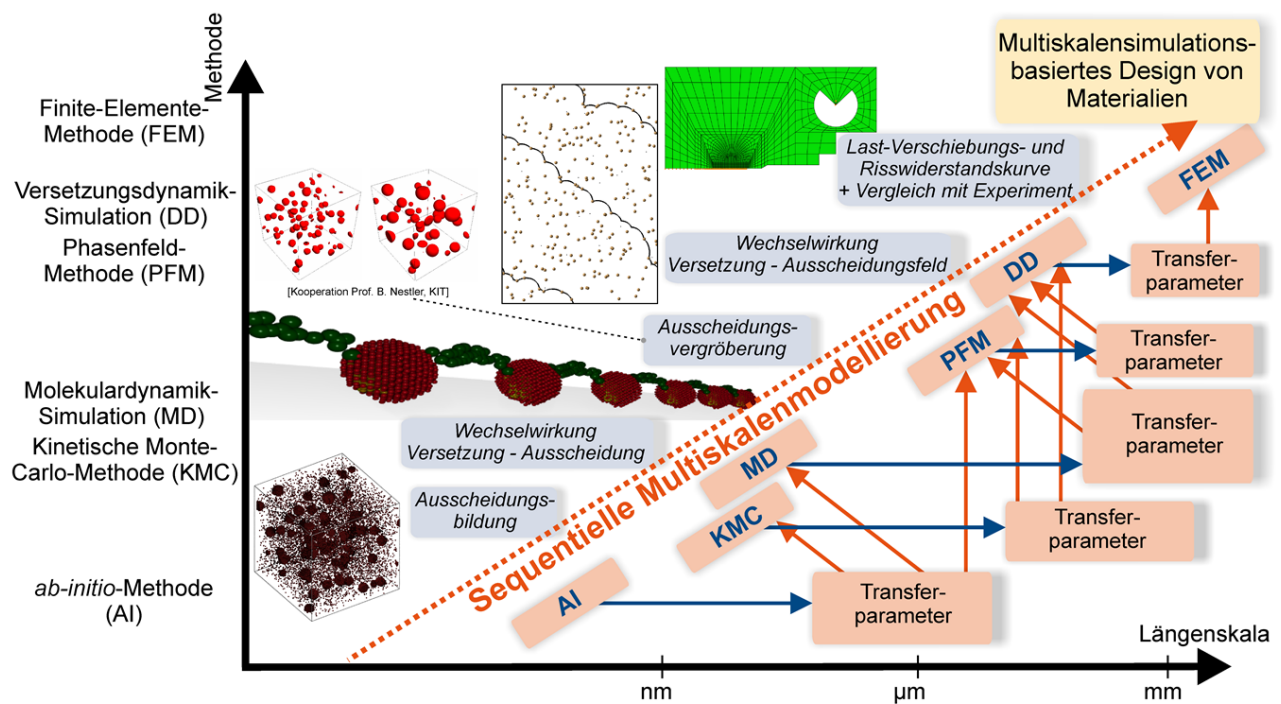 Methode
Finite-Elemente-
Methode (FEM)
Versetzungsdynamik-
Simulation (DD)
Phasenfeld-
Methode (PFM)
Molekulardynamik-
Simulation (MD)
Kinetische Monte-
Carlo-Methode (KMC)
ab-initio-Methode
(AI)
[Kooperation Prof. B. Nestler, KIT]
Multiskalensimulations-
basiertes Design von
Materialien
Last-Verschiebungs- und
Risswiderstandskurve
+ Vergleich mit Experiment
Wechselwirkung
Versetzung - Ausscheidungsfeld
Ausscheidungs-
vergröberung
Wechselwirkung
Versetzung - Ausscheidung
Ausscheidungs-
bildung
Sequentielle Multiskalenmodellierung
FEM
DD
PFM
MD
KMC
AI
Transfer-
parameter
Transfer-
parameter
Transfer-
parameter
Transfer-
parameter
Transfer-
parameter
Längenskala
nm
µm
mm